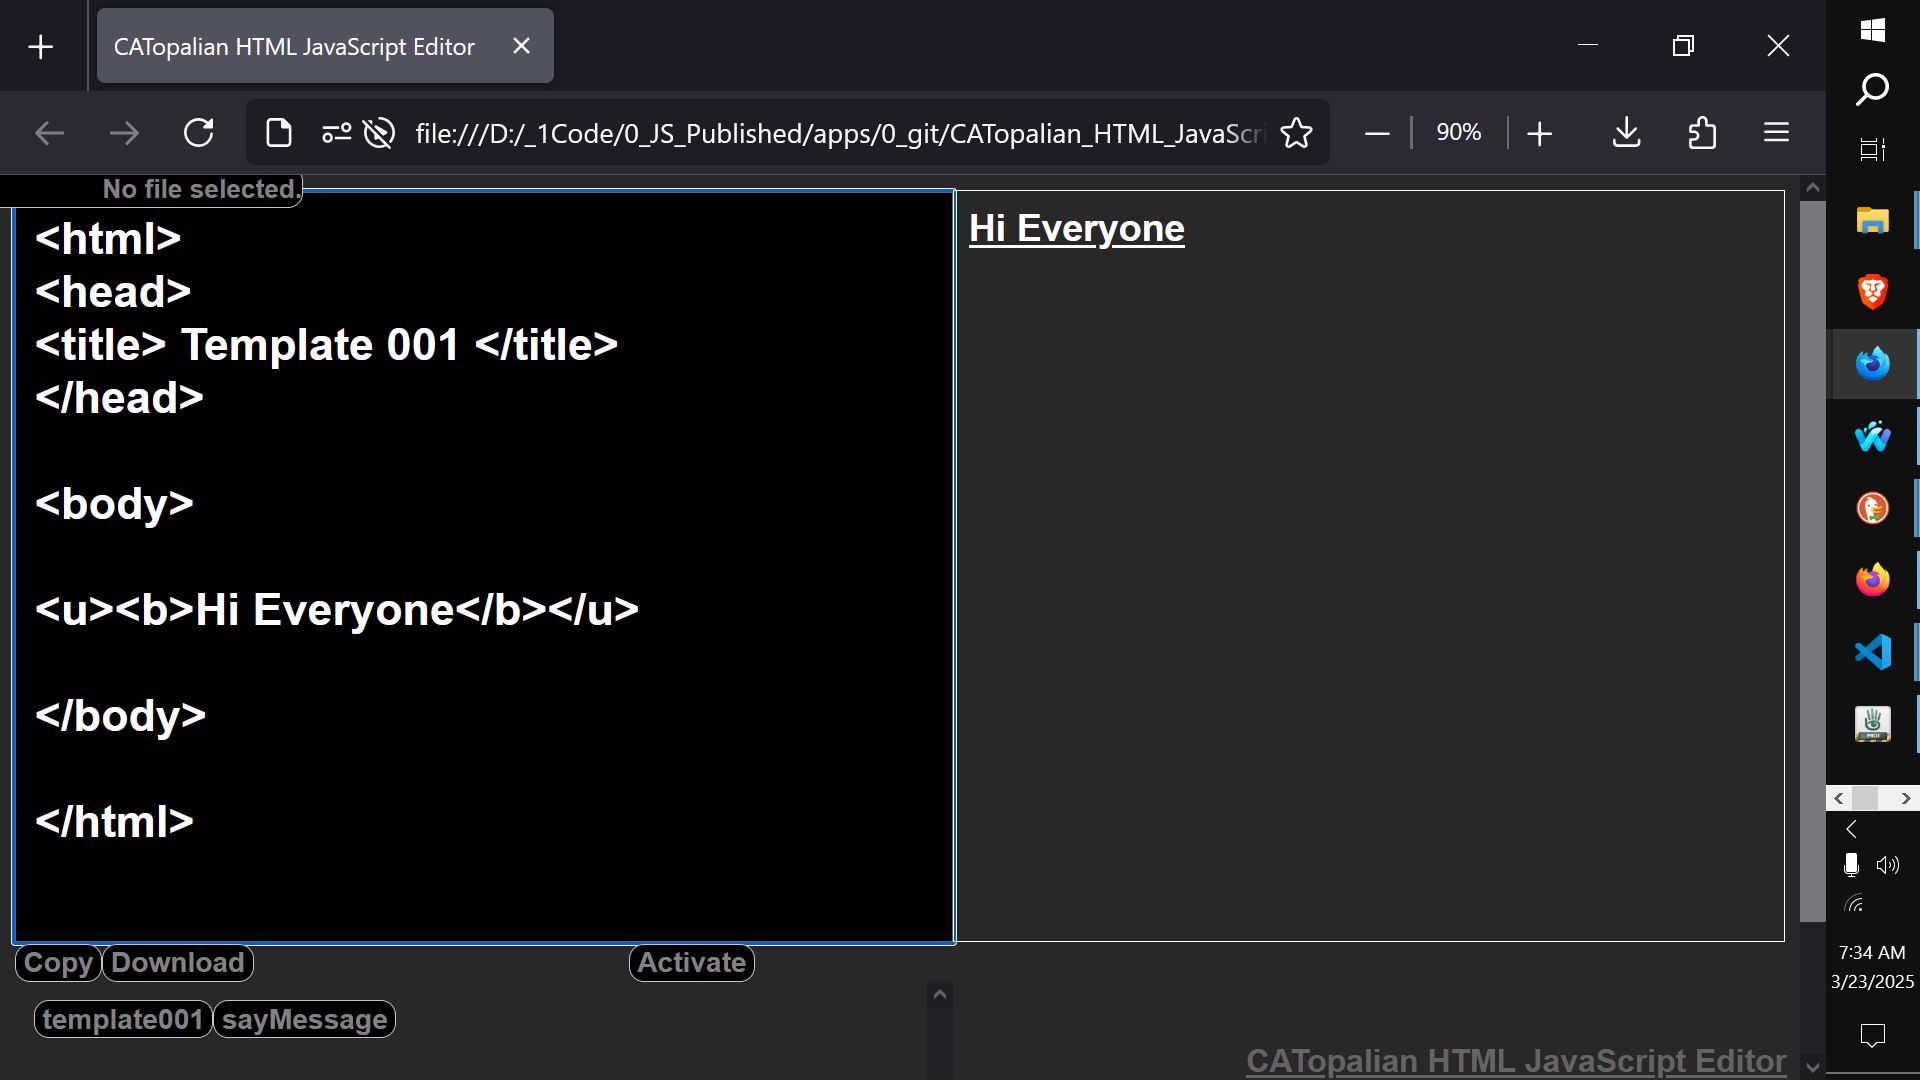 CATopalian HTML JavaScript Editor
file:///D:/_1Code/0_JS_Published/apps/0_git/CATopalian_HTML_JavaScri
90%
No file selected.
<html>
<head>
<title> Template 001 </title>
</head>
<body>
<u><b>Hi Everyone</b></u>
</body>
</html>
Hi Everyone
Copy Download Activate
template001 sayMessage
CATopalian HTML JavaScript Editor
PROJ
7:34 AM
3/23/2025